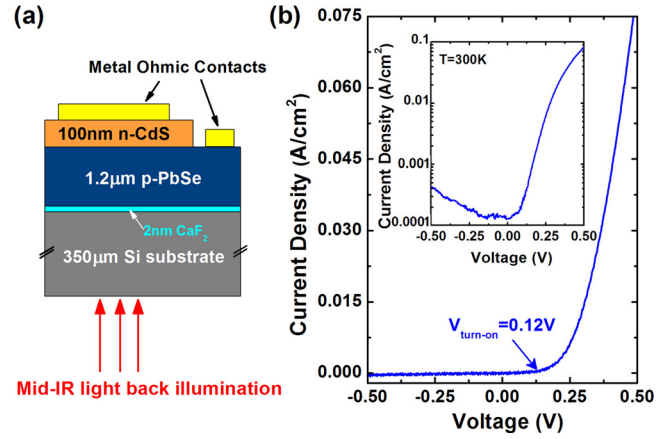 (a)
Metal Ohmic Contacts
100nm n-CdS
1.2μm p-PbSe
2nm CaF₂
350μm Si substrate
Mid-IR light back illumination
(b)
Current Density (A/cm²)
0.075
0.060
0.045
0.030
0.015
0.000
-0.50
-0.25
0.00
0.25
0.50
Voltage (V)
V_turn-on=0.12V
T=300K
Current Density (A/cm²)
0.1
0.01
0.001
0.0001
-0.50
-0.25
0.00
0.25
0.50
Voltage (V)